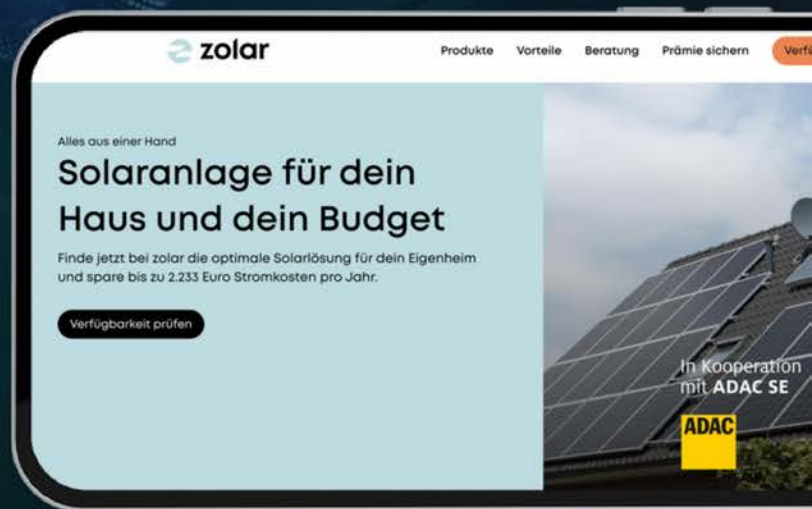 zolar
Produkte Vorteile Beratung Prämie sichern
Alles aus einer Hand
Solaranlage für dein
Haus und dein Budget
Finde jetzt bei zolar die optimale Solarlösung für dein Eigenheim
und spare bis zu 2.233 Euro Stromkosten pro Jahr.
Verfügbarkeit prüfen
In Kooperation
mit ADAC SE
ADAC